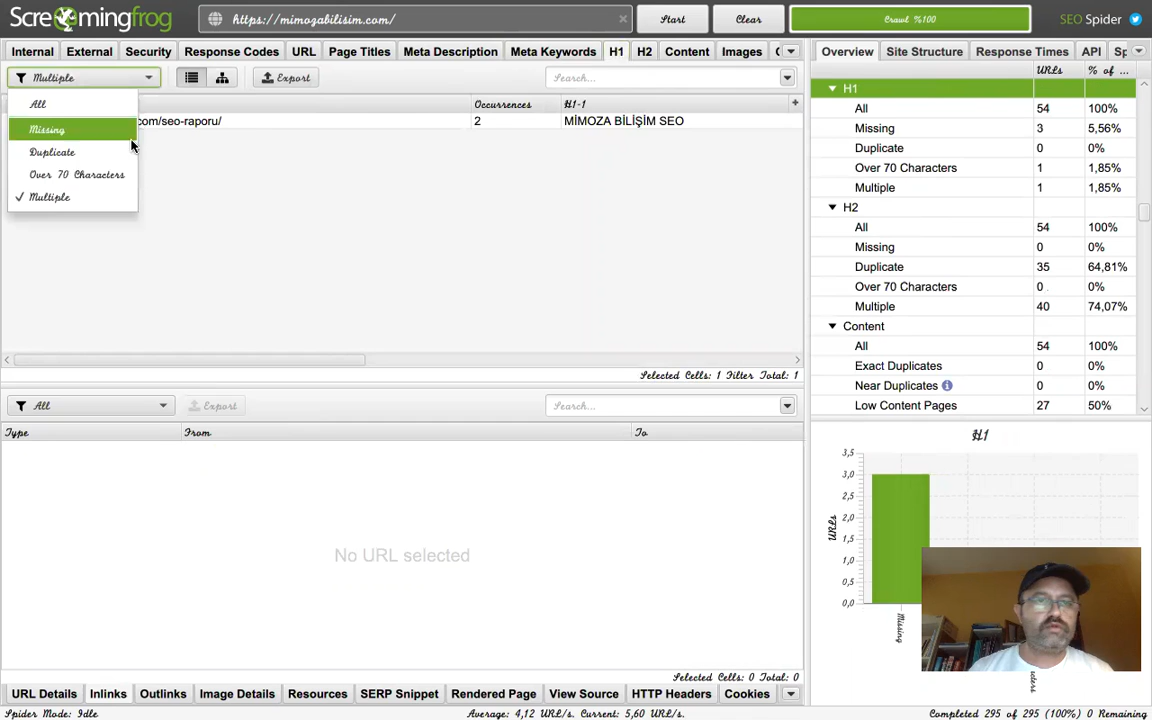 Screamingfrog https://mimogabilisim.com/ Start Clear Crawl %100 SEO Spider
Internal External Security Response Codes URL Page Titles Meta Description Meta Keywords H1 H2 Content Images
Overview Site Structure Response Times API Sp
Multiple Export Search...
URLs % of ...
All
Missing
Duplicate
Over 70 Characters
Multiple
Occurrences H1-1
com/seo-raporu/ 2 MİMOZA BİLİŞİM SEO
Selected Cells: 1 Filter Total: 1
H1
All 54 100%
Missing 3 5,56%
Duplicate 0 0%
Over 70 Characters 1 1,85%
Multiple 1 1,85%
H2
All 54 100%
Missing 0 0%
Duplicate 35 64,81%
Over 70 Characters 0 0%
Multiple 40 74,07%
Content
All 54 100%
Exact Duplicates 0 0%
Near Duplicates 0 0%
Low Content Pages 27 50%
All Export Search...
Type From To
No URL selected
Selected Cells: 0 Total: 0
H1
URLs
3,5
3,0
2,5
2,0
1,5
1,0
0,5
0,0
Missing
URL Details Inlinks Outlinks Image Details Resources SERP Snippet Rendered Page View Source HTTP Headers Cookies
Spider Mode: Idle Average: 4,12 URL/s. Current: 5,60 URL/s. Completed 295 of 295 (100%) 0 Remaining